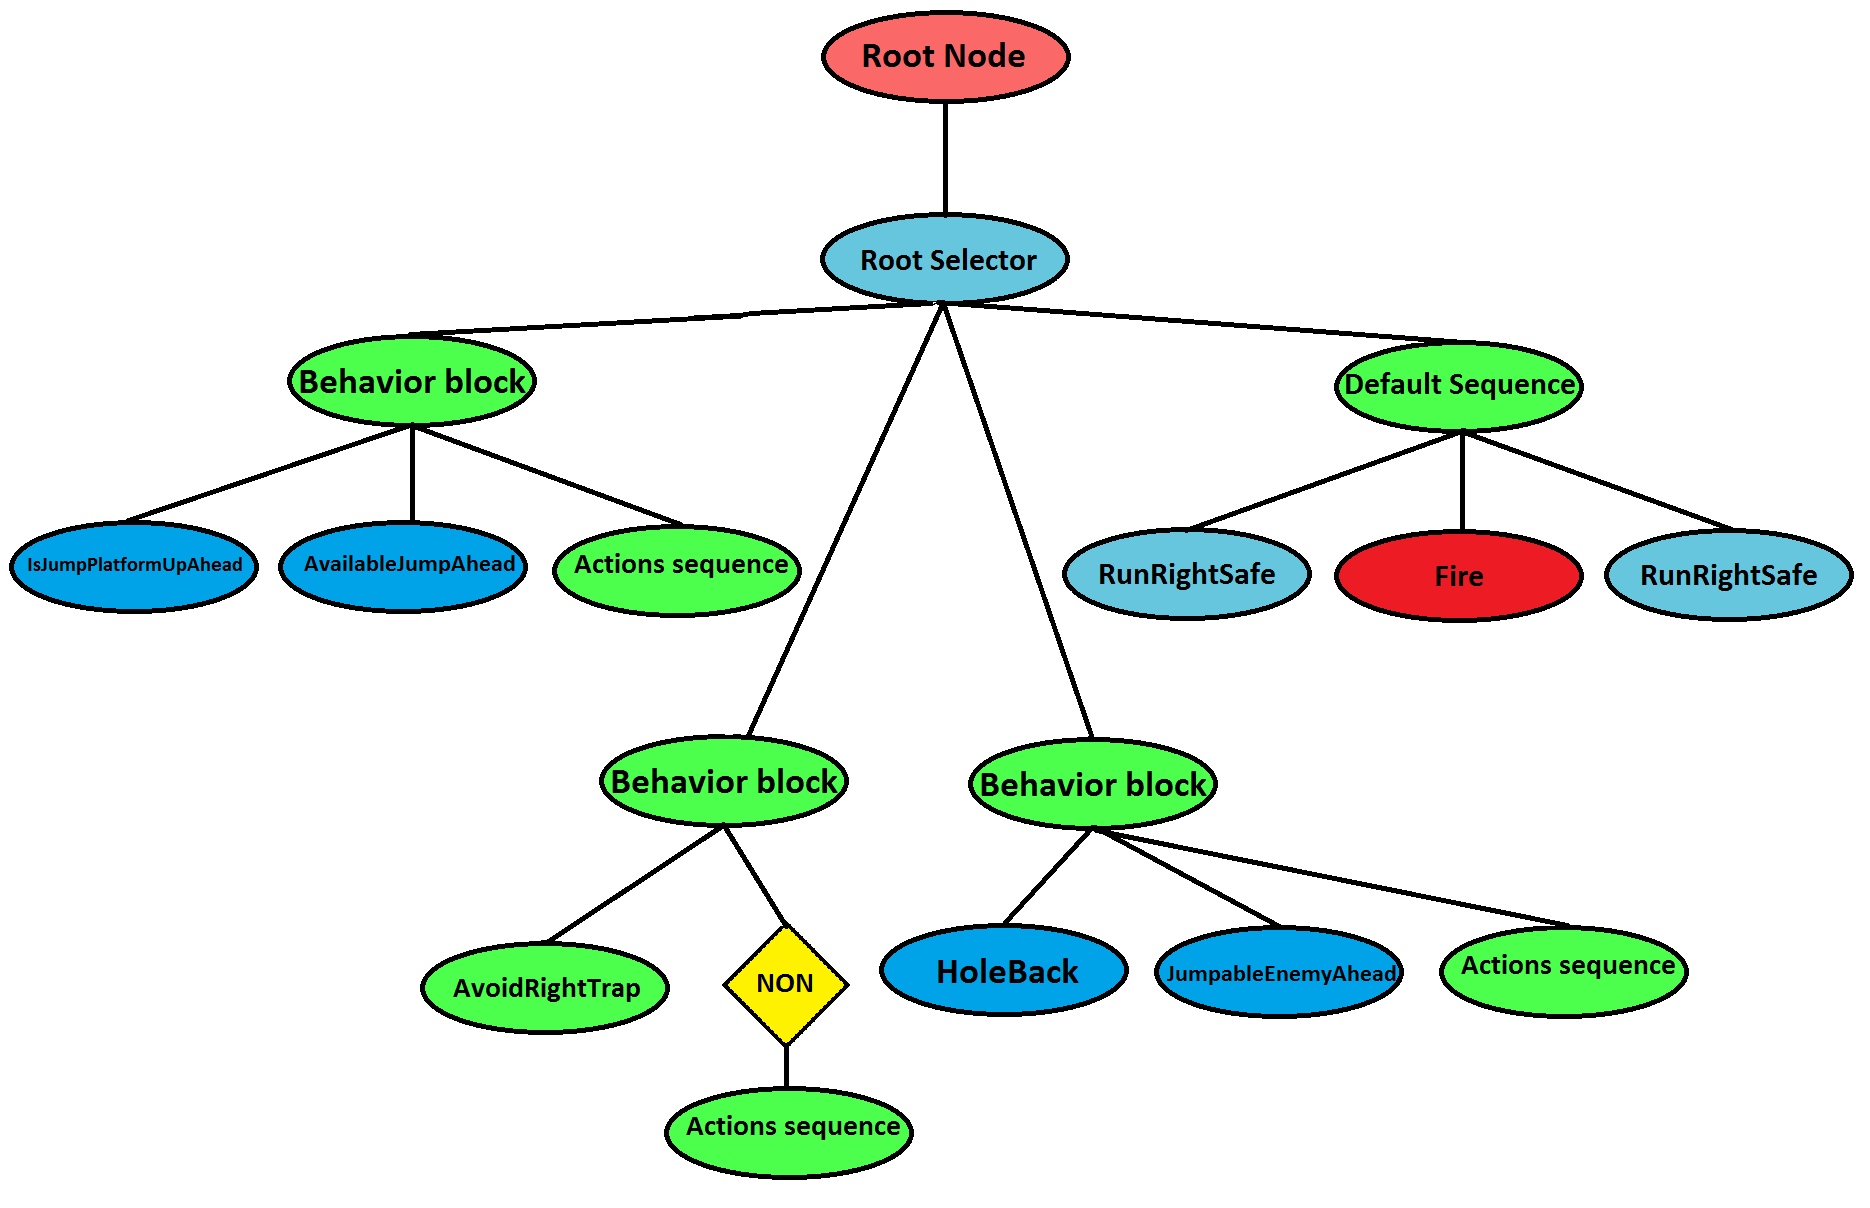 Root Node
Root Selector
Behavior block
Default Sequence
IsJumpPlatformUpAhead
AvailableJumpAhead
Actions sequence
RunRightSafe
Fire
RunRightSafe
Behavior block
Behavior block
AvoidRightTrap
NON
HoleBack
JumpableEnemyAhead
Actions sequence
Actions sequence